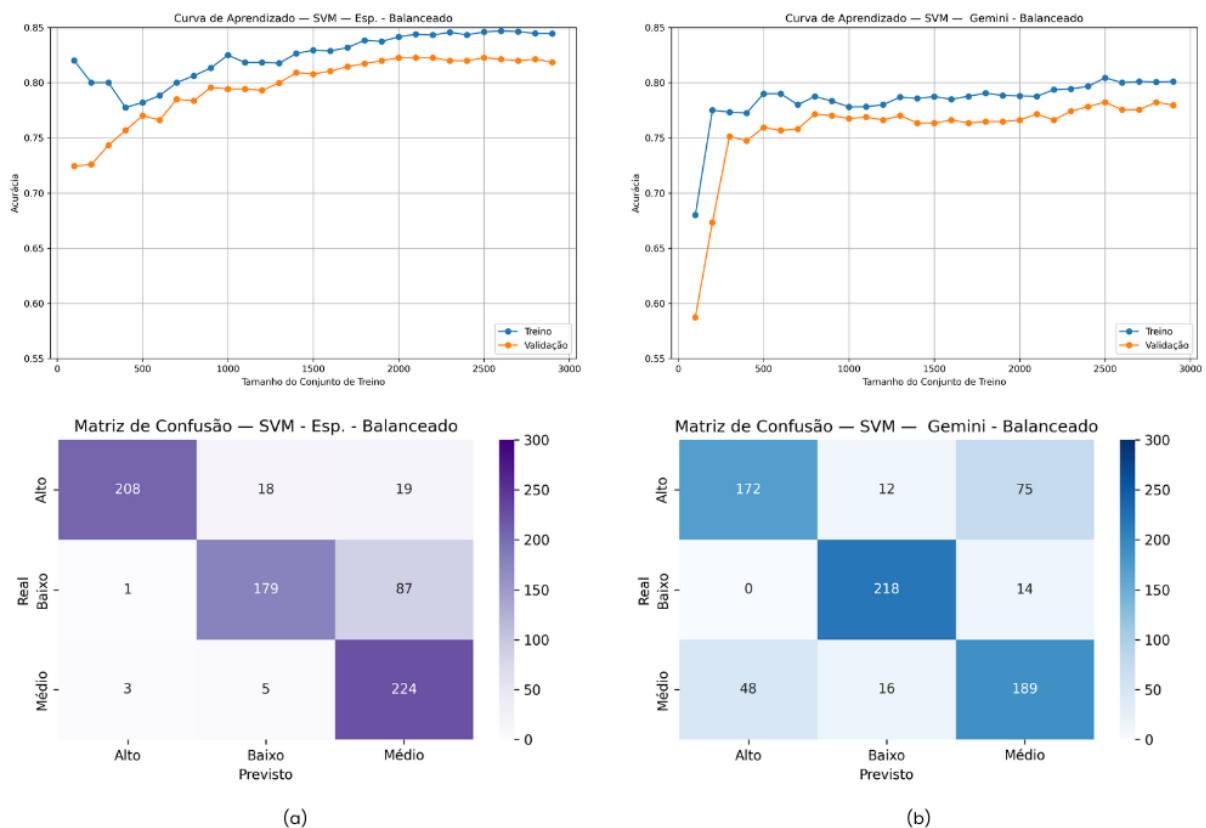 Curva de Aprendizado — SVM — Esp. - Balanceado
0.85
0.80
0.75
0.70
0.65
0.60
0.55
Acurácia
0
500
1000
1500
2000
2500
3000
Tamanho do Conjunto de Treino
Treino
Validação
Curva de Aprendizado — SVM — Gemini - Balanceado
0.85
0.80
0.75
0.70
0.65
0.60
0.55
Acurácia
0
500
1000
1500
2000
2500
3000
Tamanho do Conjunto de Treino
Treino
Validação
Matriz de Confusão — SVM - Esp. - Balanceado
Real
Alto
208 18 19
Baixo
1 179 87
Médio
3 5 224
Alto Baixo Médio
Previsto
300
250
200
150
100
50
0
(a)
Matriz de Confusão — SVM — Gemini - Balanceado
Real
Alto
172 12 75
Baixo
0 218 14
Médio
48 16 189
Alto Baixo Médio
Previsto
300
250
200
150
100
50
0
(b)